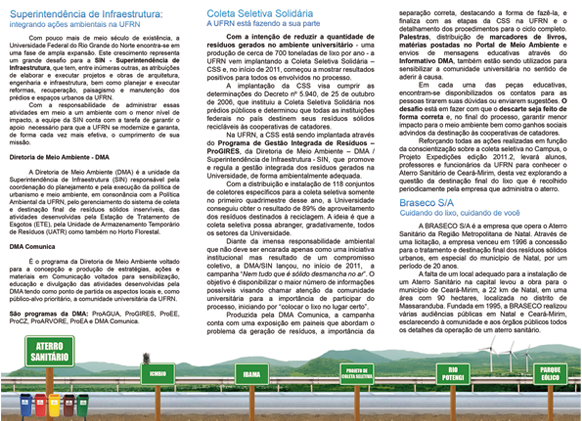 Superintendência de Infraestrutura:
integrando ações ambientais na UFRN
Com pouco mais de meio século de existência, a
Universidade Federal do Rio Grande do Norte encontra-se em
uma fase de ampla expansão. Este crescimento representa
um grande desafio para a SIN - Superintendência de
Infraestrutura, que tem, entre inúmeras outras, as atribuições
de elaborar e executar projetos e obras de arquitetura,
engenharia e infraestrutura, bem como planejar e executar
reformas, recuperação, paisagismo e manutenção dos
prédios e espaços urbanos da UFRN.
Com a responsabilidade de administrar essas
atividades em meio a um ambiente com o menor nível de
impacto, a equipe da SIN conta com a tarefa de garantir o
apoio necessário para que a UFRN se modernize e garanta,
de forma cada vez mais efetiva, o cumprimento de sua
missão.
Diretoria de Meio Ambiente - DMA
A Diretoria de Meio Ambiente (DMA) é a unidade da
Superintendência de Infraestrutura (SIN) responsável pela
coordenação do planejamento e pela execução da política de
urbanismo e meio ambiente, em consonância com a Política
Ambiental da UFRN, pelo gerenciamento do sistema de coleta
e destinação final de resíduos sólidos inservíveis, das
atividades desenvolvidas pela Estação de Tratamento de
Esgotos (ETE), pela Unidade de Armazenamento Temporário
de Resíduos (UATR) como também no Horto Florestal.
DMA Comunica
É o programa da Diretoria de Meio Ambiente voltado
para a concepção e produção de estratégias, ações e
materiais em Comunicação voltados para sensibilização,
educação e divulgação das atividades desenvolvidas pela
DMA tendo como ponto de partida os aspectos locais e, como
público-alvo prioritário, a comunidade universitária da UFRN.
São programas da DMA: ProAGUA, ProGIRES, ProEE,
ProCZ, ProARVORE, ProEA e DMA Comunica.
Coleta Seletiva Solidária
A UFRN está fazendo a sua parte
Com a intenção de reduzir a quantidade de
resíduos gerados no ambiente universitário - uma
produção de cerca de 700 toneladas de lixo por ano - a
UFRN vem implantando a Coleta Seletiva Solidária –
CSS e, no início de 2011, começou a mostrar resultados
positivos para todos os envolvidos no processo.
A implantação da CSS visa cumprir as
determinações do Decreto nº 5.940, de 25 de outubro
de 2006, que instituiu a Coleta Seletiva Solidária nos
prédios públicos e determinou que todas as instituições
federais no país destinem seus resíduos sólidos
recicláveis às cooperativas de catadores.
Na UFRN, a CSS está sendo implantada através
do Programa de Gestão Integrada de Resíduos –
ProGIRES, da Diretoria de Meio Ambiente – DMA /
Superintendência de Infraestrutura - SIN, que promove
e regula a gestão integrada dos resíduos gerados na
Universidade, de forma ambientalmente adequada.
Com a distribuição e instalação de 118 conjuntos
de coletores específicos para a coleta seletiva somente
no primeiro quadrimestre desse ano, a Universidade
conseguiu obter o resultado de 89% de aproveitamento
dos resíduos destinados à reciclagem. A ideia é que a
coleta seletiva possa abranger, gradativamente, todos
os setores da Universidade.
Diante da imensa responsabilidade ambiental
que não deve ser encarada apenas como uma iniciativa
institucional mas resultado de um compromisso
coletivo, a DMA/SIN lançou, no início de 2011, a
campanha "Nem tudo que é sólido desmancha no ar". O
objetivo é disponibilizar o maior número de informações
possíveis visando chamar atenção da comunidade
universitária para a importância de participar do
processo, iniciando por "colocar o lixo no lugar certo".
Produzida pela DMA Comunica, a campanha
conta com uma exposição em paineis que abordam o
problema da geração de resíduos, a importância da
separação correta, destacando a forma de fazê-la, e
finaliza com as etapas da CSS na UFRN e o
detalhamento dos procedimentos para o ciclo completo.
Palestras, distribuição de marcadores de livros,
matérias postadas no Portal de Meio Ambiente e
envios de mensagens educativas através do
Informativo DMA, também estão sendo utilizados para
sensibilizar a comunidade universitária no sentido de
aderir à causa.
Em cada uma das peças educativas,
encontram-se disponibilizados os contatos para as
pessoas tirarem suas dúvidas ou enviarem sugestões. O
desafio está em fazer com que o descarte seja feito de
forma correta e, no final do processo, garantir menor
impacto para o meio ambiente bem como ganhos sociais
advindos da destinação às cooperativas de catadores.
Reforçando todas as ações realizadas em função
da conscientização sobre a coleta seletiva no Campus, o
Projeto Expedições edição 2011.2, levará alunos,
professores e funcionários da UFRN para conhecer o
Aterro Sanitário de Ceará-Mirim, desta vez explorando a
questão da destinação final do lixo que é recolhido
periodicamente pela empresa que administra o aterro.
Braseco S/A
Cuidando do lixo, cuidando de você
A BRASECO S/A é a empresa que opera o Aterro
Sanitário da Região Metropolitana de Natal. Através de
uma licitação, a empresa venceu em 1996 a concessão
para o tratamento e destinação final dos resíduos sólidos
urbanos, em especial do município de Natal, por um
período de 20 anos.
A falta de um local adequado para a instalação de
um Aterro Sanitário na capital levou a obra para o
município de Ceará-Mirim, a 22 km de Natal, em uma
área com 90 hectares, localizada no distrito de
Massaranduba. Fundada em 1995, a BRASECO realizou
várias audiências públicas em Natal e Ceará-Mirim,
esclarecendo à comunidade e aos órgãos públicos todos
os detalhes da operação de um aterro sanitário.
ATERRO
SANITÁRIO
ICMBIO
IBAMA
PROJETO DE
COLETA SELETIVA
RIO
POTENGI
PARQUE
EÓLICO